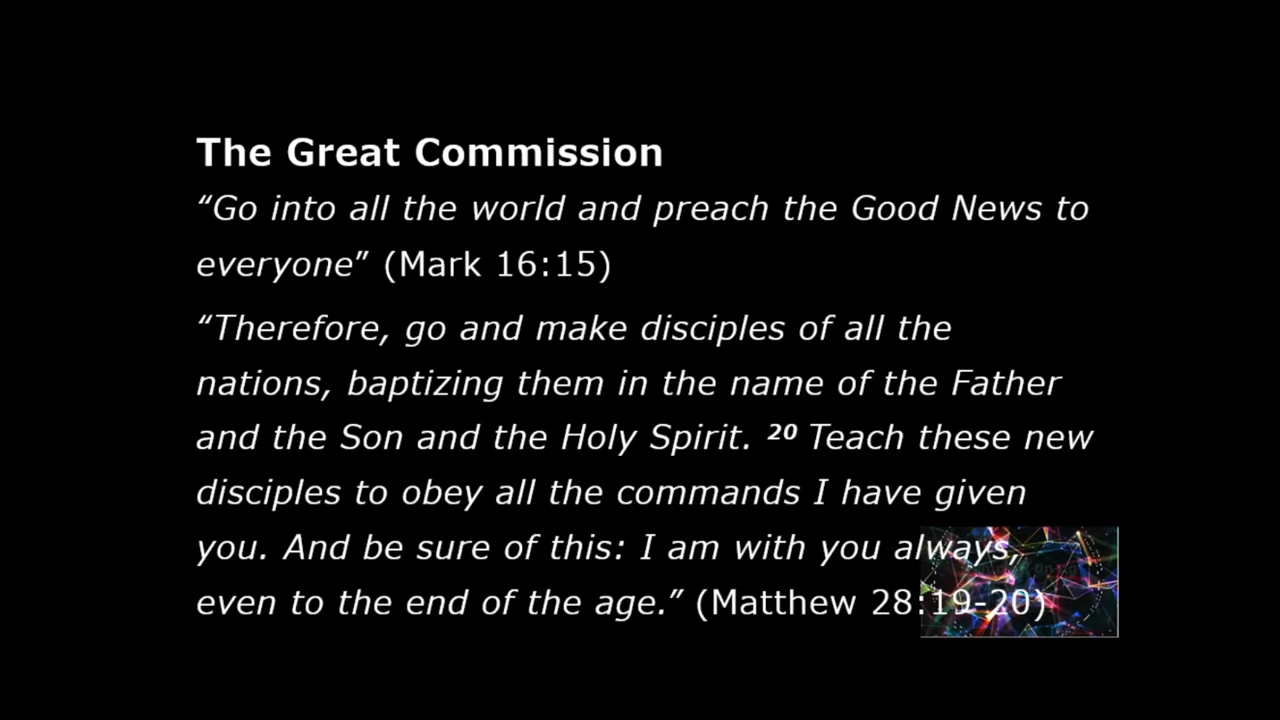 The Great Commission
“Go into all the world and preach the Good News to
everyone” (Mark 16:15)
“Therefore, go and make disciples of all the
nations, baptizing them in the name of the Father
and the Son and the Holy Spirit. 20 Teach these new
disciples to obey all the commands I have given
you. And be sure of this: I am with you always,
even to the end of the age.” (Matthew 28:19-20)